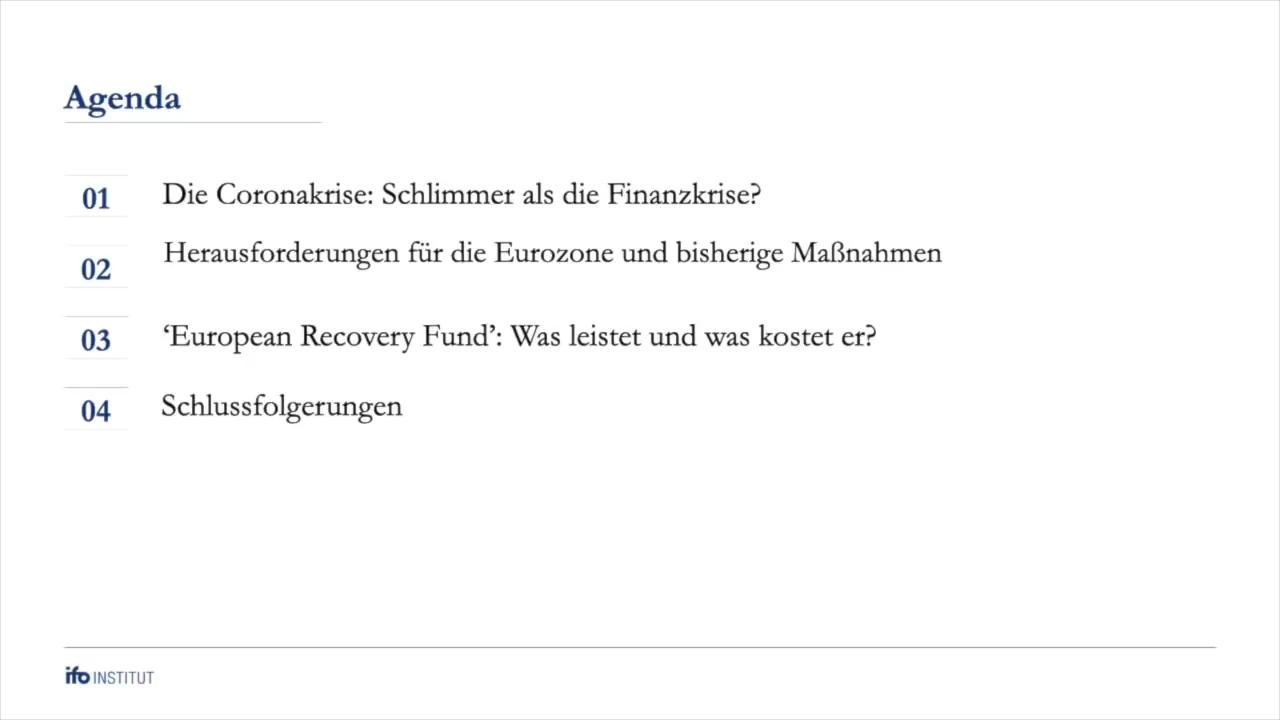 Agenda
01 Die Coronakrise: Schlimmer als die Finanzkrise?
02 Herausforderungen für die Eurozone und bisherige Maßnahmen
03 ‘European Recovery Fund’: Was leistet und was kostet er?
04 Schlussfolgerungen
ifo INSTITUT